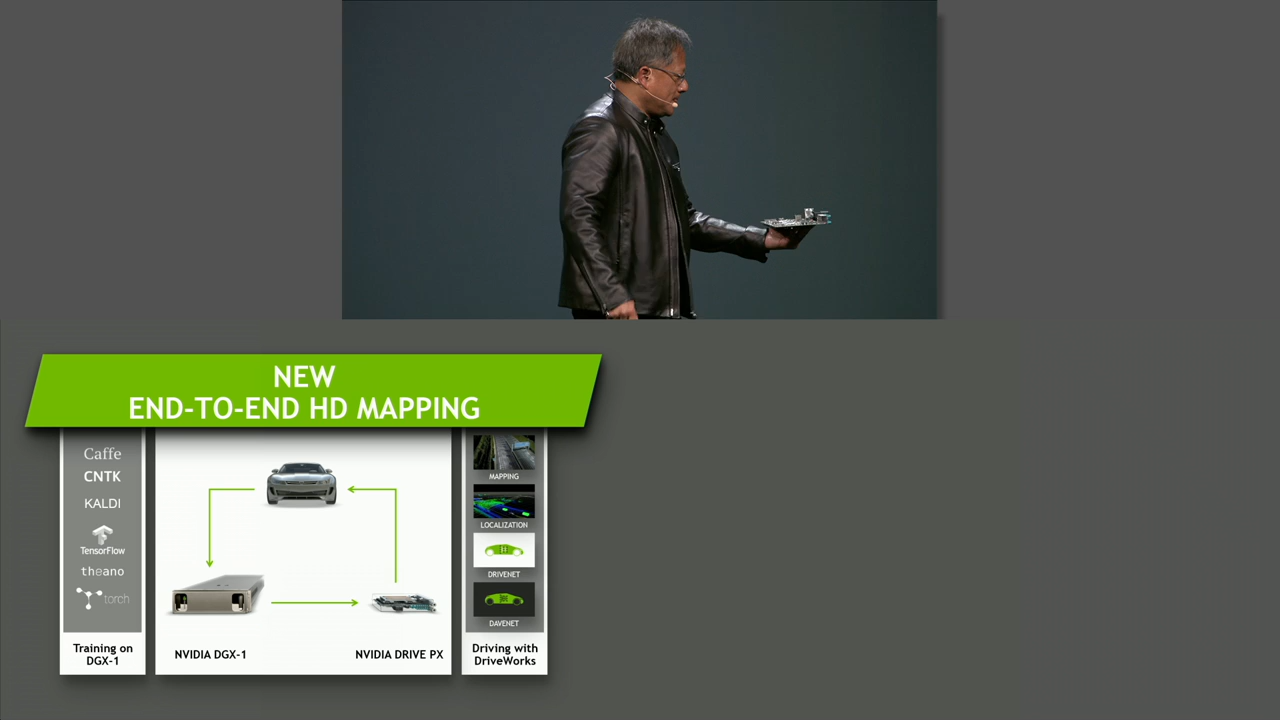 NEW
END-TO-END HD MAPPING
Caffe
CNTK
KALDI
TensorFlow
theano
torch
Training on
DGX-1
NVIDIA DGX-1
NVIDIA DRIVE PX
MAPPING
LOCALIZATION
DRIVENET
DAVENET
Driving with
DriveWorks